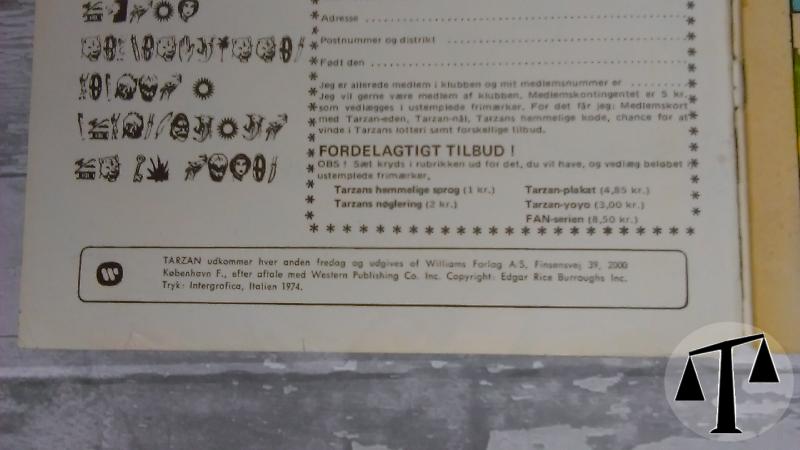 Adresse
Postnummer og distrikt
Født den
Jeg er allerede medlem i klubben og mit medlemsnummer er
Jeg vil gerne være medlem af klubben. Medlemskontingentet er 5 kr.
som vedlægges i ustemplede frimærker. For det får jeg: Medlemskort
med Tarzan-eden, Tarzan-nål, Tarzans hemmelige kode, chance for at
vinde i Tarzans lotteri samt forskellige tilbud.
FORDELAGTIGT TILBUD !
OBS ! Sæt kryds i rubrikken ud for det, du vil have, og vedlæg beløbet i
ustemplede frimærker.
Tarzans hemmelige sprog (1 kr.)
Tarzans nøglering (2 kr.)
Tarzan-plakat (4,85 kr.)
Tarzan-yoyo (3,00 kr.)
FAN-serien (8,50 kr.)
TARZAN udkommer hver anden fredag og udgives af Williams Forlag A.S. Finsensvej 39, 2000
København F., efter aftale med Western Publishing Co. Inc. Copyright: Edgar Rice Burroughs Inc.
Tryk: Intergrafica, Italien 1974.